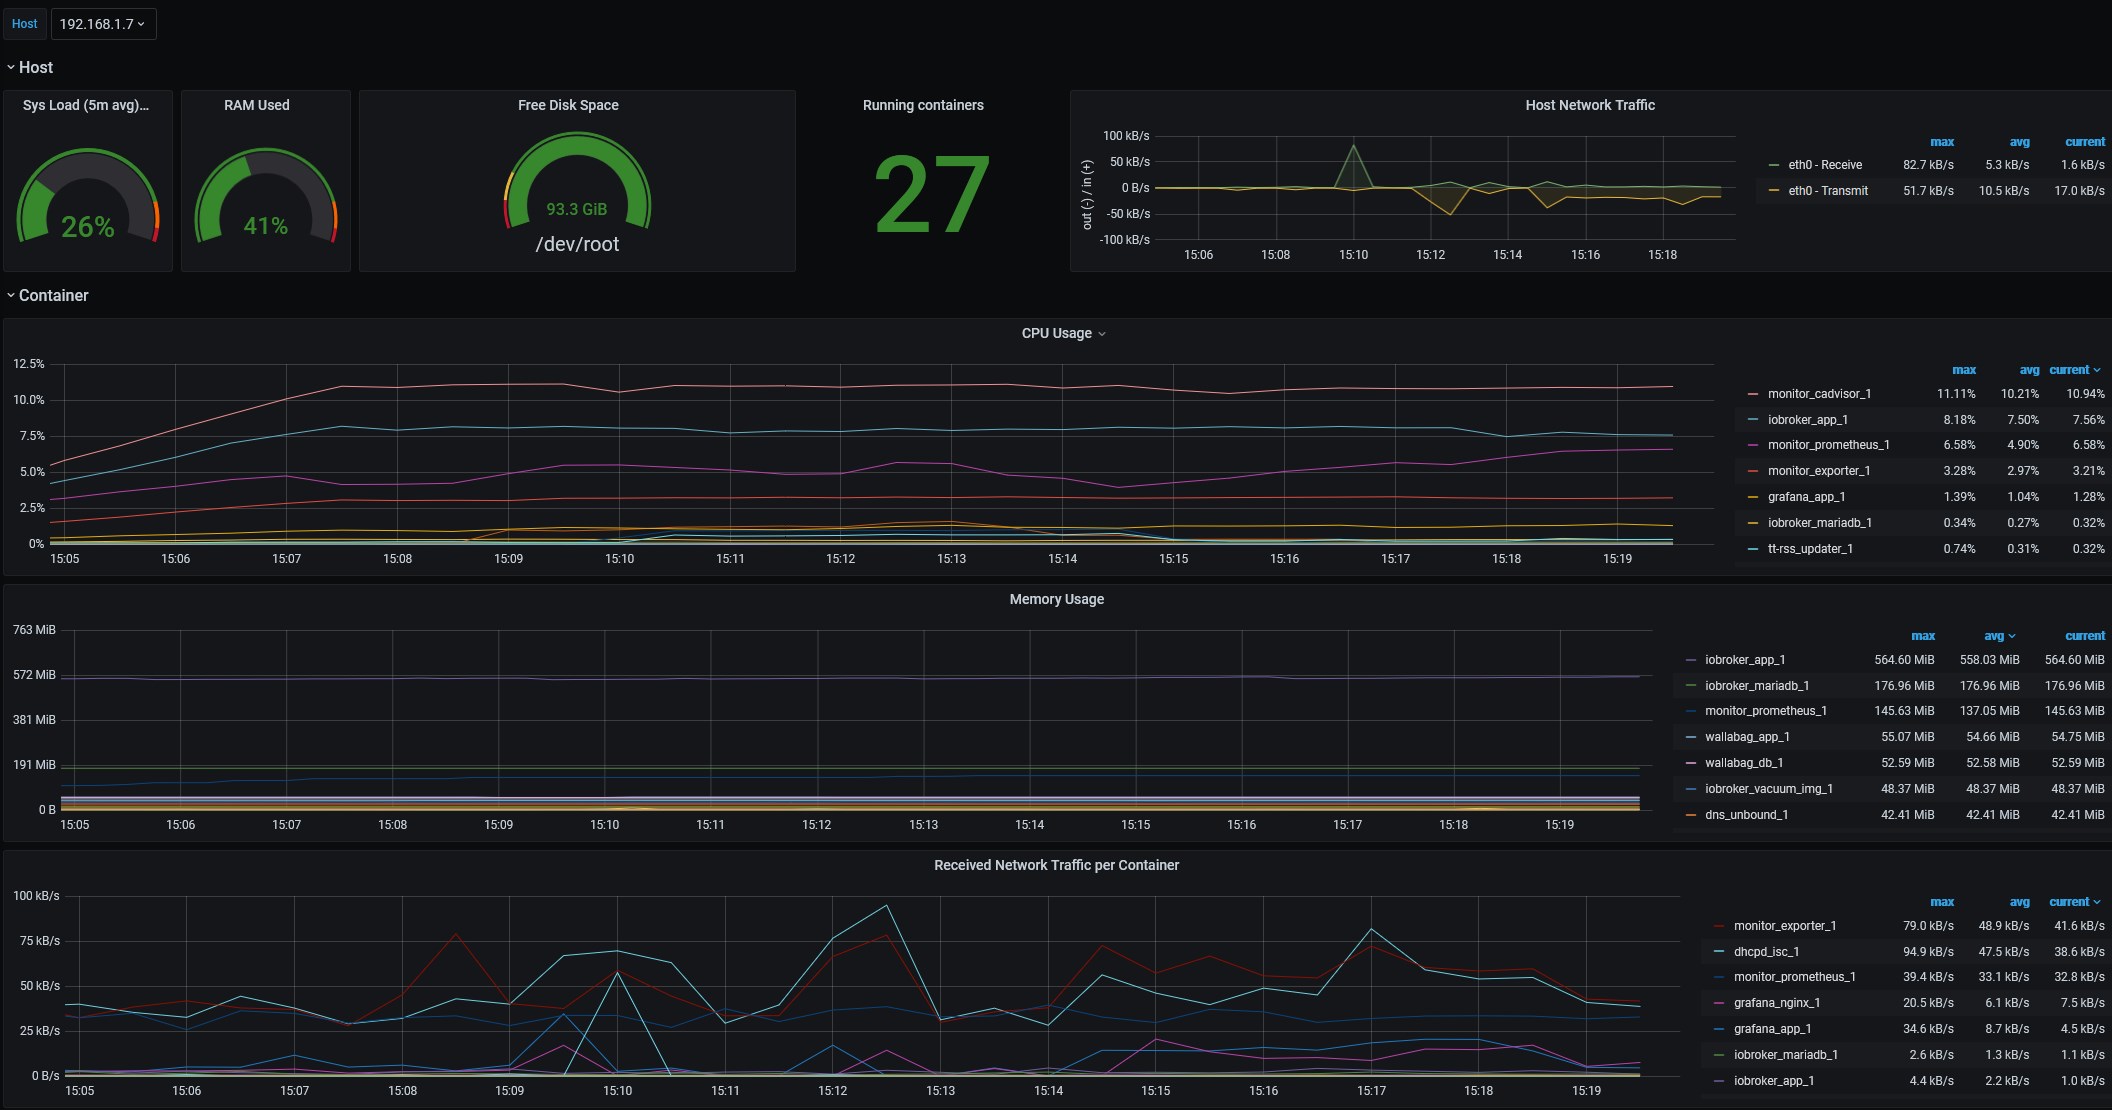 Host 192.168.1.7
Host
Sys Load (5m avg)...
26%
RAM Used
41%
Free Disk Space
93.3 GiB
/dev/root
Running containers
27
Host Network Traffic
out (-) / in (+)
100 kB/s
50 kB/s
0 B/s
-50 kB/s
-100 kB/s
15:06 15:08 15:10 15:12 15:14 15:16 15:18
max avg current
eth0 - Receive 82.7 kB/s 5.3 kB/s 1.6 kB/s
eth0 - Transmit 51.7 kB/s 10.5 kB/s 17.0 kB/s
Container
CPU Usage
12.5%
10.0%
7.5%
5.0%
2.5%
0%
15:05 15:06 15:07 15:08 15:09 15:10 15:11 15:12 15:13 15:14 15:15 15:16 15:17 15:18 15:19
max avg current
monitor_cadvisor_1 11.11% 10.21% 10.94%
iobroker_app_1 8.18% 7.50% 7.56%
monitor_prometheus_1 6.58% 4.90% 6.58%
monitor_exporter_1 3.28% 2.97% 3.21%
grafana_app_1 1.39% 1.04% 1.28%
iobroker_mariadb_1 0.34% 0.27% 0.32%
tt-rss_updater_1 0.74% 0.31% 0.32%
Memory Usage
763 MiB
572 MiB
381 MiB
191 MiB
0 B
15:05 15:06 15:07 15:08 15:09 15:10 15:11 15:12 15:13 15:14 15:15 15:16 15:17 15:18 15:19
max avg current
iobroker_app_1 564.60 MiB 558.03 MiB 564.60 MiB
iobroker_mariadb_1 176.96 MiB 176.96 MiB 176.96 MiB
monitor_prometheus_1 145.63 MiB 137.05 MiB 145.63 MiB
wallabag_app_1 55.07 MiB 54.66 MiB 54.75 MiB
wallabag_db_1 52.59 MiB 52.58 MiB 52.59 MiB
iobroker_vacuum_img_1 48.37 MiB 48.37 MiB 48.37 MiB
dns_unbound_1 42.41 MiB 42.41 MiB 42.41 MiB
Received Network Traffic per Container
100 kB/s
75 kB/s
50 kB/s
25 kB/s
0 B/s
15:05 15:06 15:07 15:08 15:09 15:10 15:11 15:12 15:13 15:14 15:15 15:16 15:17 15:18 15:19
max avg current
monitor_exporter_1 79.0 kB/s 48.9 kB/s 41.6 kB/s
dhcpd_isc_1 94.9 kB/s 47.5 kB/s 38.6 kB/s
monitor_prometheus_1 39.4 kB/s 33.1 kB/s 32.8 kB/s
grafana_nginx_1 20.5 kB/s 6.1 kB/s 7.5 kB/s
grafana_app_1 34.6 kB/s 8.7 kB/s 4.5 kB/s
iobroker_mariadb_1 2.6 kB/s 1.3 kB/s 1.1 kB/s
iobroker_app_1 4.4 kB/s 2.2 kB/s 1.0 kB/s